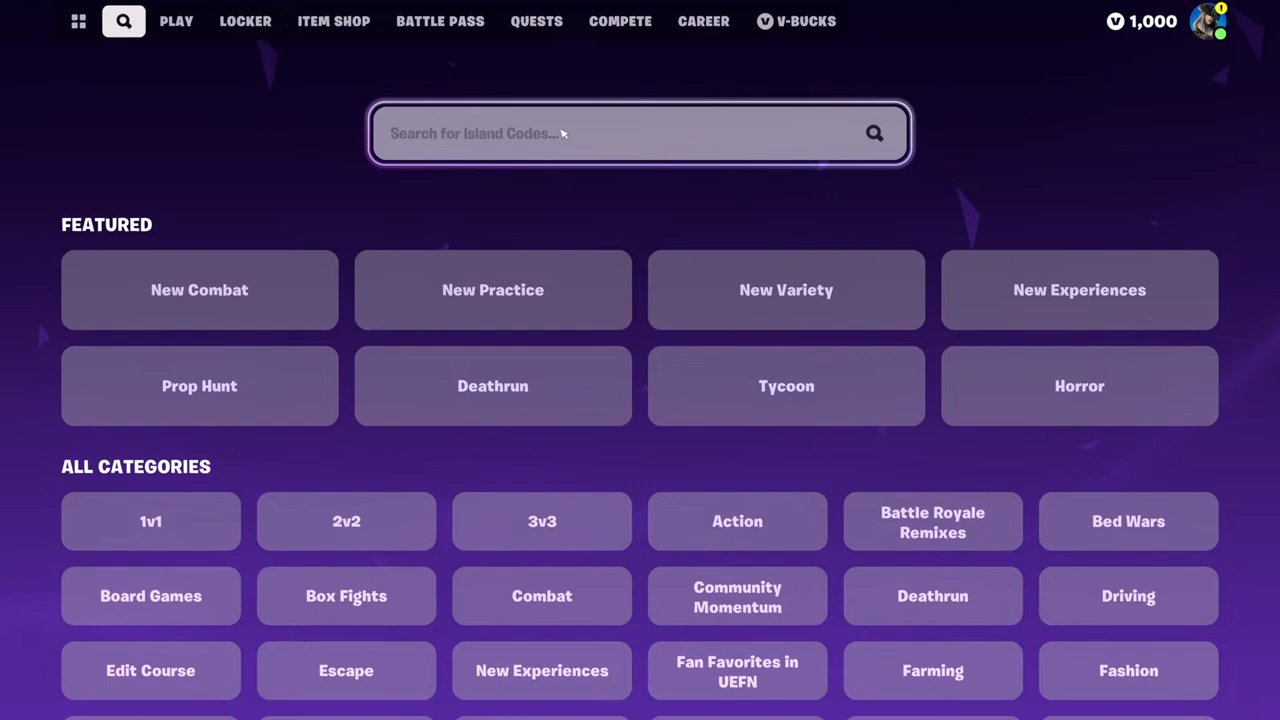 PLAY LOCKER ITEM SHOP BATTLE PASS QUESTS COMPETE CAREER V V-BUCKS V 1,000 !
Search for Island Codes...
FEATURED
New Combat New Practice New Variety New Experiences
Prop Hunt Deathrun Tycoon Horror
ALL CATEGORIES
1v1 2v2 3v3 Action Battle Royale Remixes Bed Wars
Board Games Box Fights Combat Community Momentum Deathrun Driving
Edit Course Escape New Experiences Fan Favorites in UEFN Farming Fashion